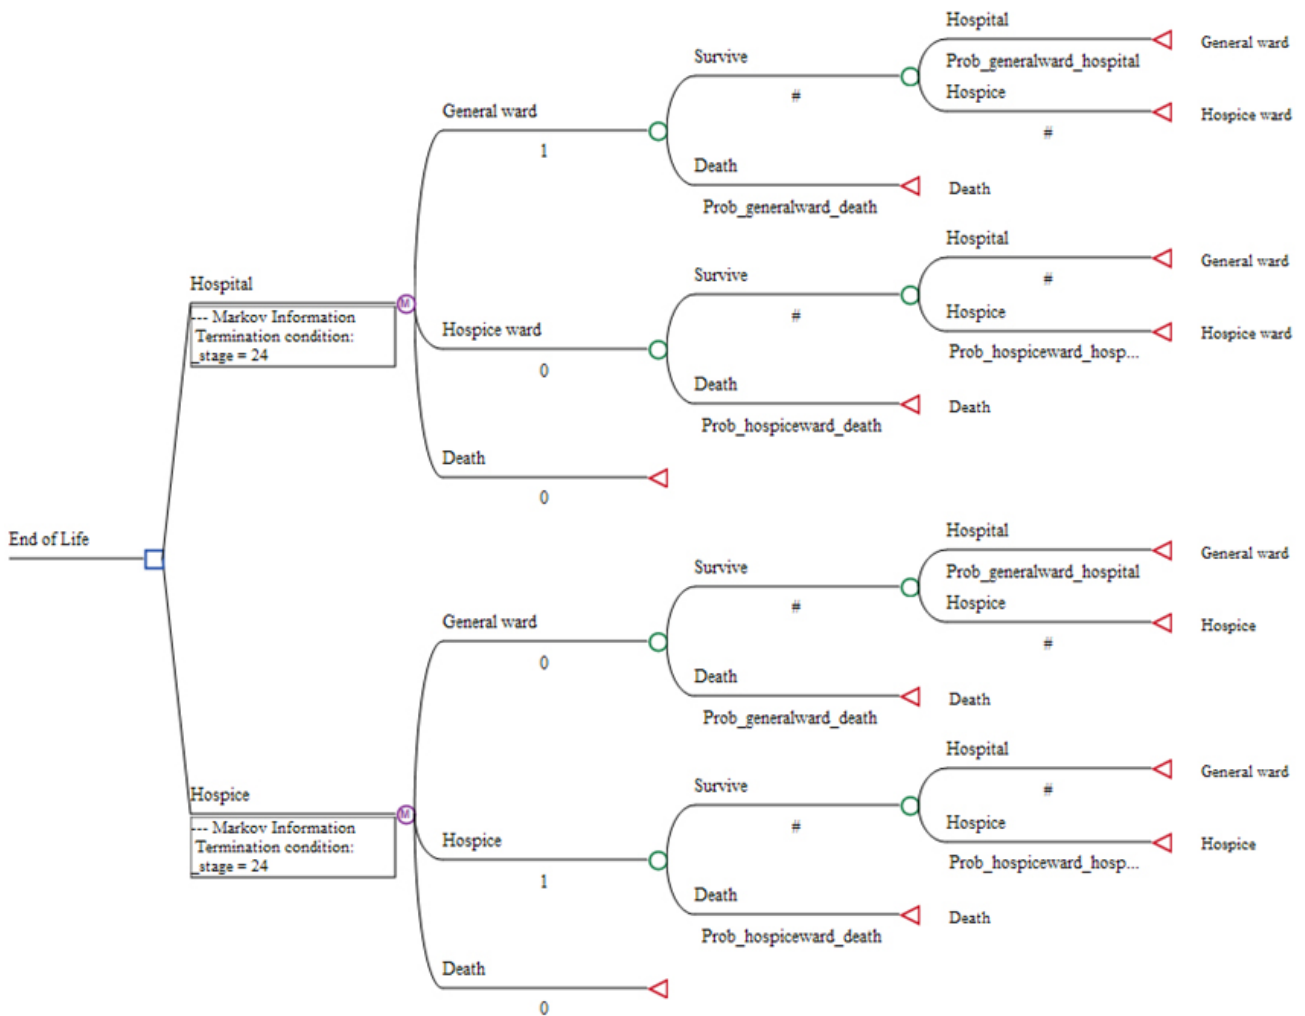 Hospital
General ward
Prob_generalward_hospital
Survive
#
Hospice
Hospice ward
#
General ward
1
Death
Death
Prob_generalward_death
Hospital
General ward
#
Survive
#
Hospice
Hospice ward
Prob_hospiceward_hosp...
Hospital
--- Markov Information
Termination condition:
_stage = 24
M
Hospice ward
0
Death
Death
Prob_hospiceward_death
Death
0
End of Life
Hospital
General ward
Prob_generalward_hospital
Survive
#
Hospice
Hospice
#
General ward
0
Death
Death
Prob_generalward_death
Hospital
General ward
#
Survive
#
Hospice
Hospice
Prob_hospiceward_hosp...
Hospice
--- Markov Information
Termination condition:
_stage = 24
M
Hospice
1
Death
Death
Prob_hospiceward_death
Death
0